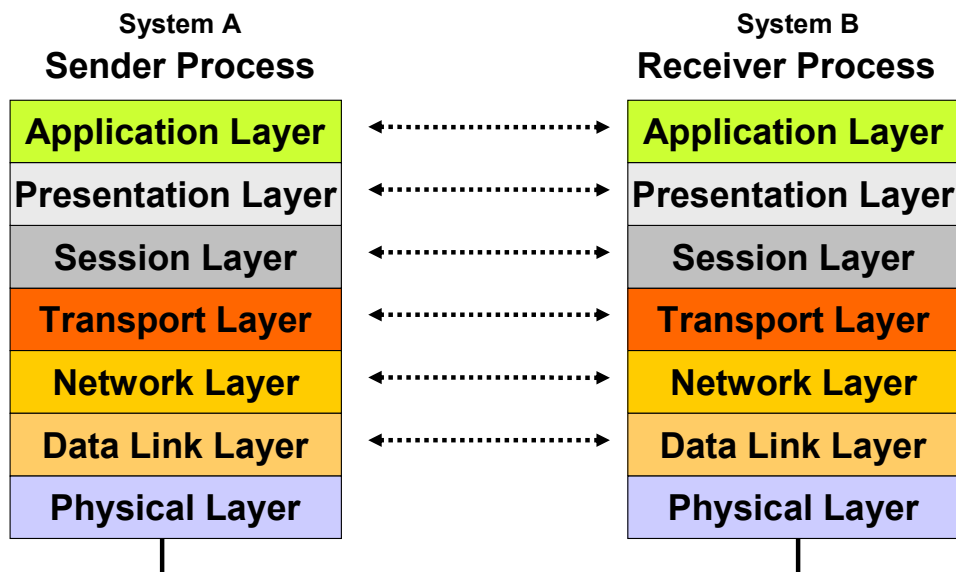 System A
Sender Process
Application Layer
Presentation Layer
Session Layer
Transport Layer
Network Layer
Data Link Layer
Physical Layer
System B
Receiver Process
Application Layer
Presentation Layer
Session Layer
Transport Layer
Network Layer
Data Link Layer
Physical Layer